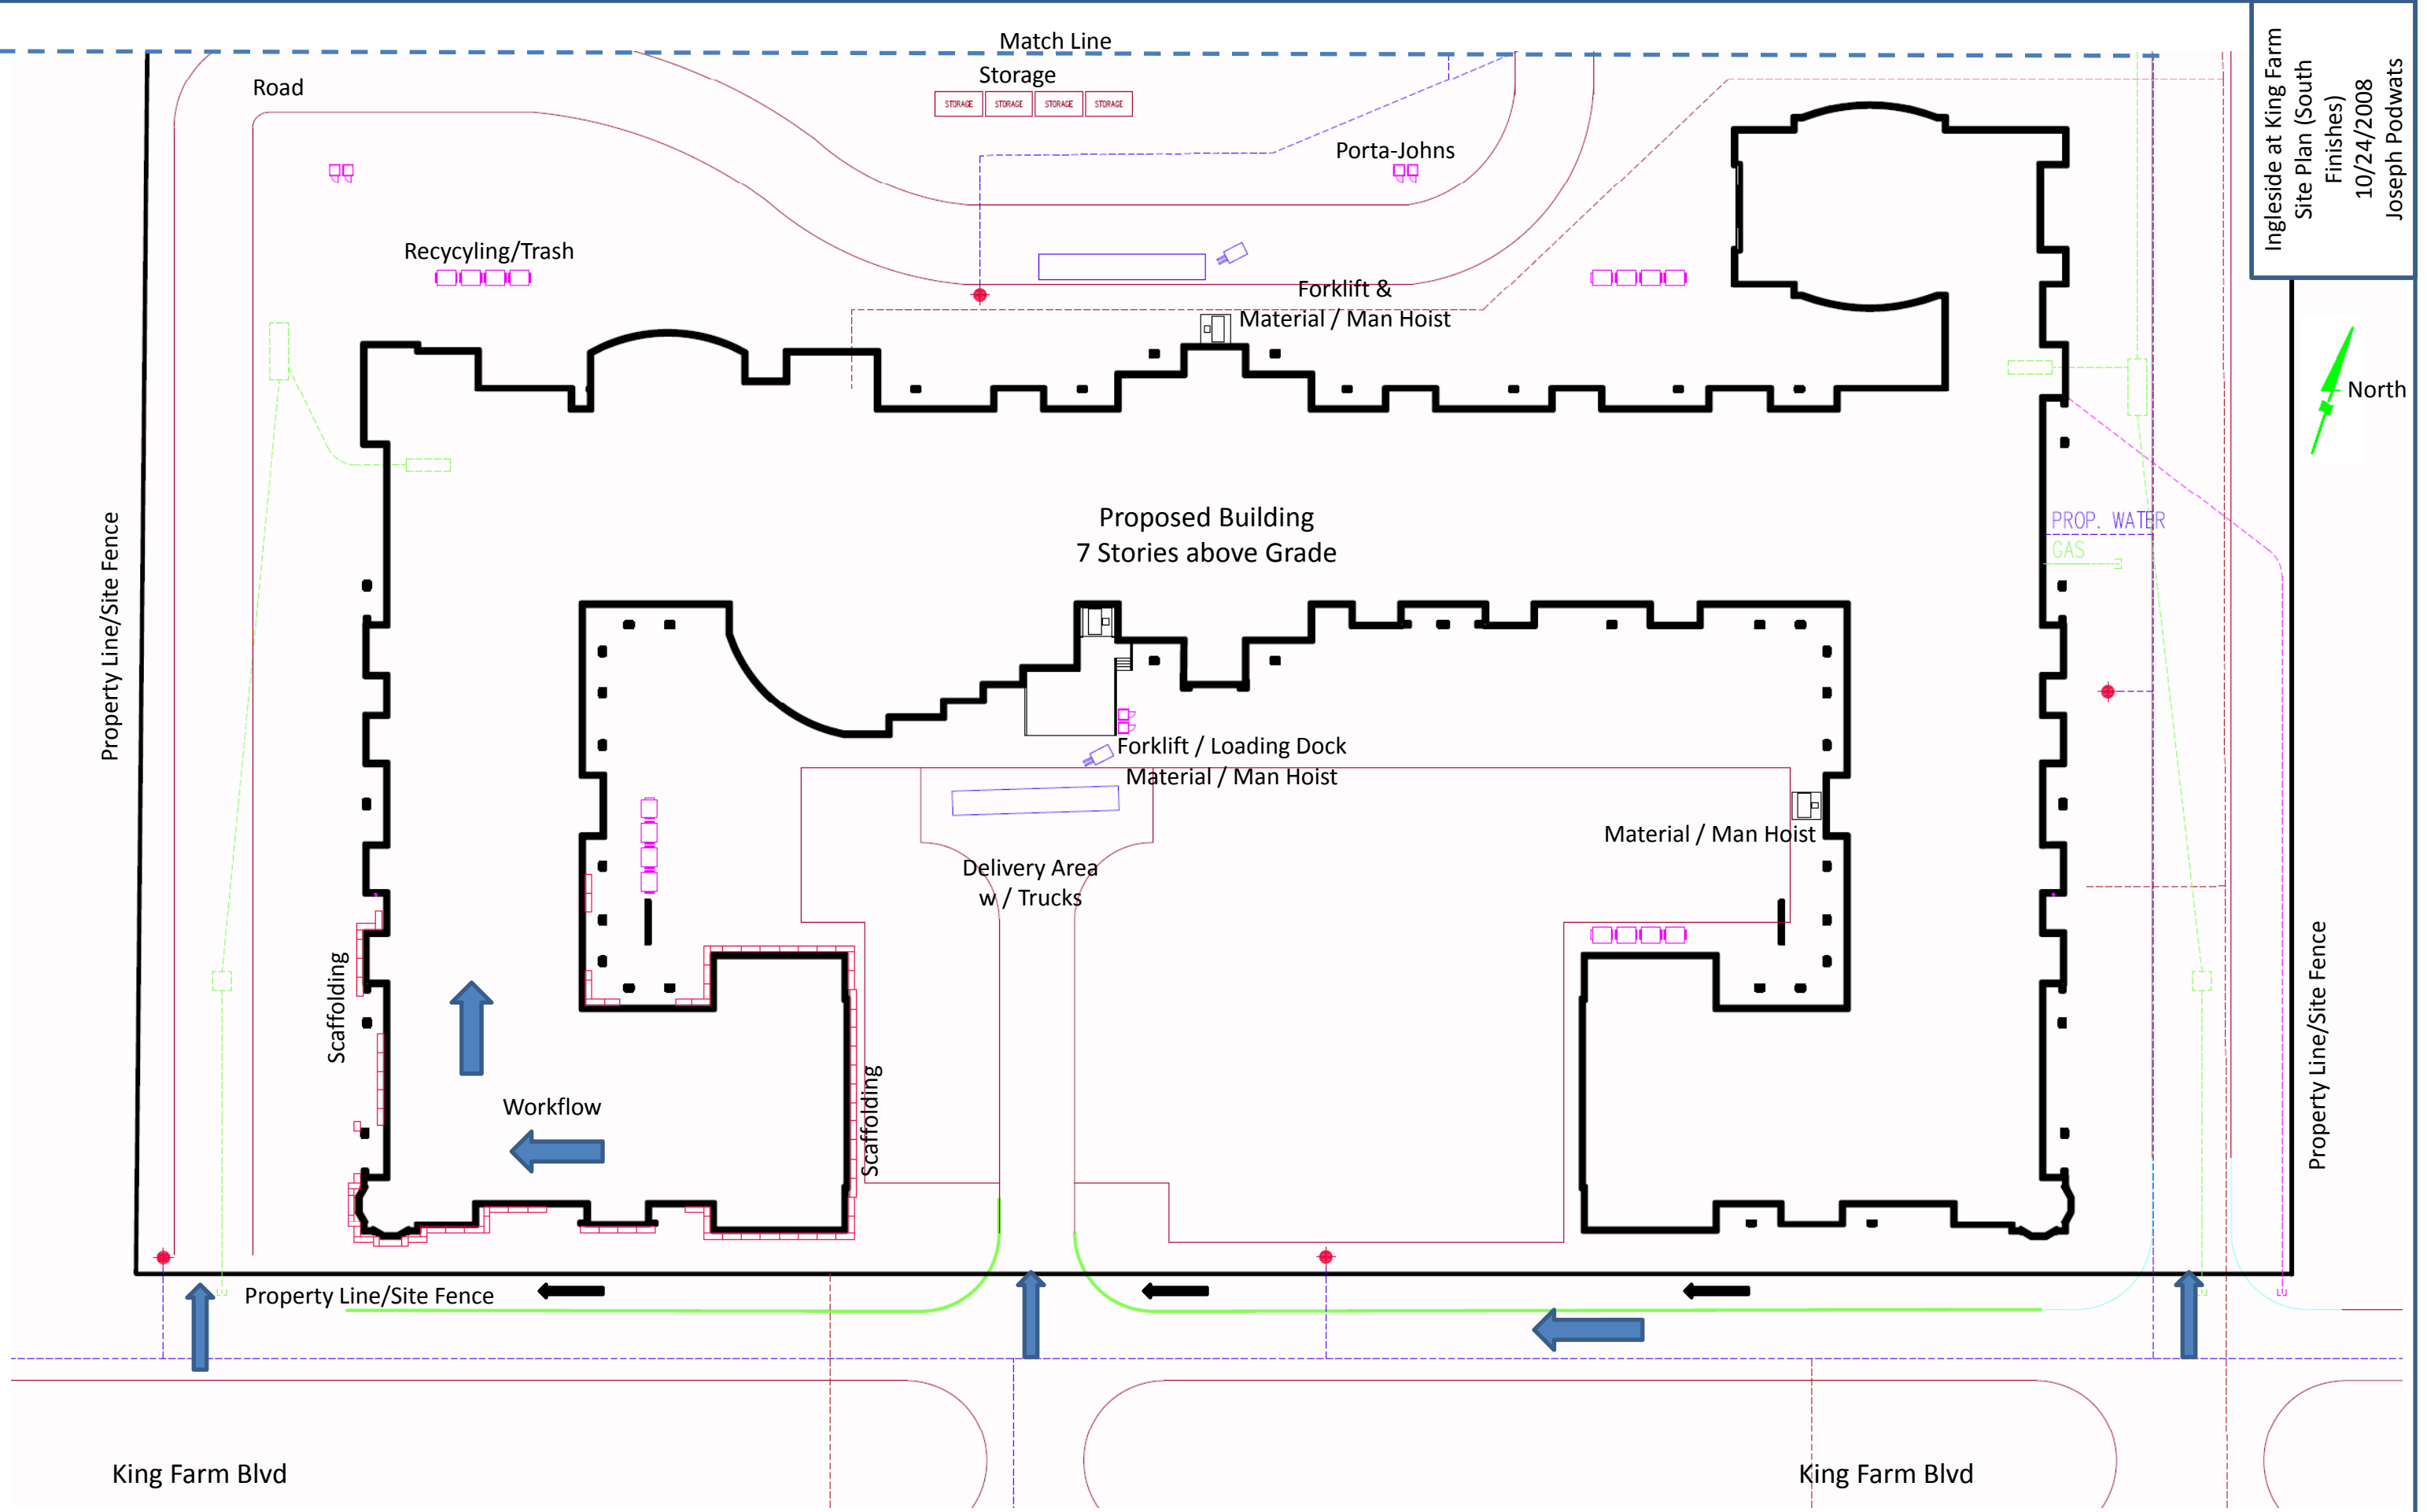 Match Line
Storage
STORAGE STORAGE STORAGE STORAGE
Road
Porta-Johns
Recycyling/Trash
Forklift &
Material / Man Hoist
Ingleside at King Farm
Site Plan (South
Finishes)
10/24/2008
Joseph Podwats
North
Property Line/Site Fence
Proposed Building
7 Stories above Grade
PROP. WATER
GAS
Forklift / Loading Dock
Material / Man Hoist
Material / Man Hoist
Delivery Area
w / Trucks
Scaffolding
Scaffolding
Workflow
Property Line/Site Fence
Property Line/Site Fence
King Farm Blvd
King Farm Blvd